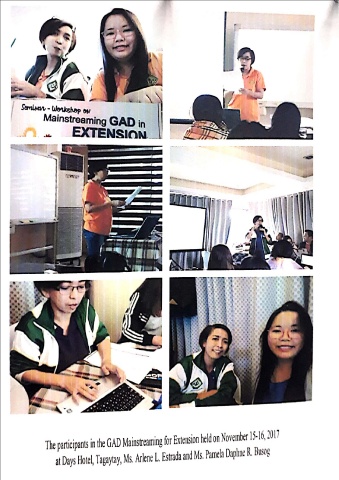 Seminar - Workshop on
Mainstreaming GAD in
EXTENSION
The participants in the GAD Mainstreaming for Extension held on November 15-16, 2017
at Days Hotel, Tagaytay, Ms. Arlene L. Estrada and Ms. Pamela Daphne R. Busog